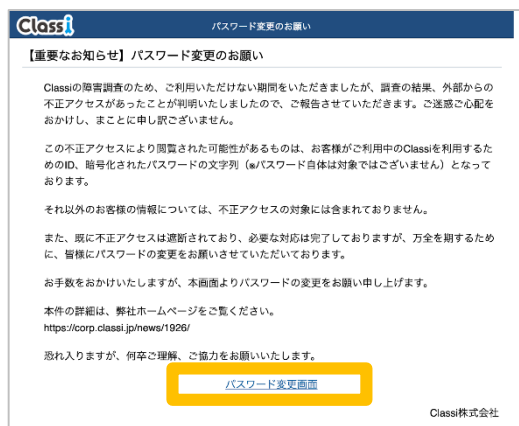 Classi
パスワード変更のお願い
【重要なお知らせ】パスワード変更のお願い
Classiの障害調査のため、ご利用いただけない期間をいただきましたが、調査の結果、外部からの
不正アクセスがあったことが判明いたしましたので、ご報告させていただきます。ご迷惑ご心配を
おかけし、まことに申し訳ございません。
この不正アクセスにより閲覧された可能性があるものは、お客様がご利用中のClassiを利用するた
めのID、暗号化されたパスワードの文字列（※パスワード自体は対象ではございません）となって
おります。
それ以外のお客様の情報については、不正アクセスの対象には含まれておりません。
また、既に不正アクセスは遮断されており、必要な対応は完了しておりますが、万全を期するため
に、皆様にパスワードの変更をお願いさせていただいております。
お手数をおかけいたしますが、本画面よりパスワードの変更をお願い申し上げます。
本件の詳細は、弊社ホームページをご覧ください。
https://corp.classi.jp/news/1926/
恐れ入りますが、何卒ご理解、ご協力をお願いいたします。
パスワード変更画面
Classi株式会社